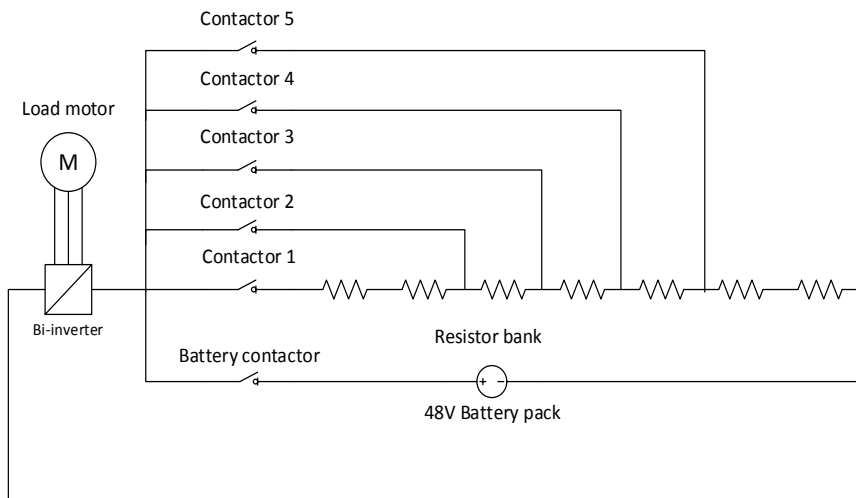 Contactor 5
Contactor 4
Load motor
Contactor 3
M
Contactor 2
Contactor 1
Bi-inverter
Resistor bank
Battery contactor
+ −
48V Battery pack